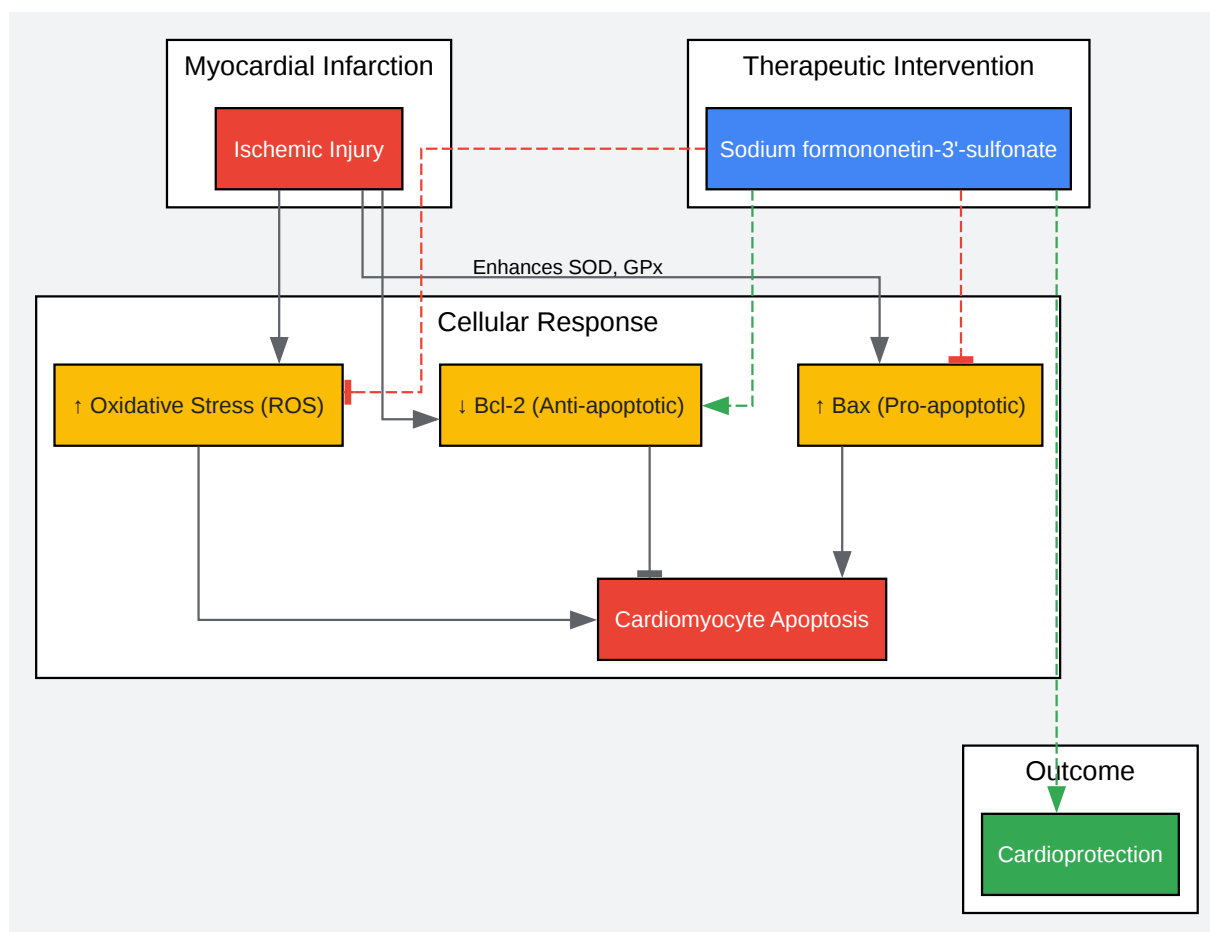 Myocardial Infarction
Therapeutic Intervention
Ischemic Injury
Sodium formononetin-3'-sulfonate
Enhances SOD, GPx
Cellular Response
↑ Oxidative Stress (ROS)
↓ Bcl-2 (Anti-apoptotic)
↑ Bax (Pro-apoptotic)
Cardiomyocyte Apoptosis
Outcome
Cardioprotection